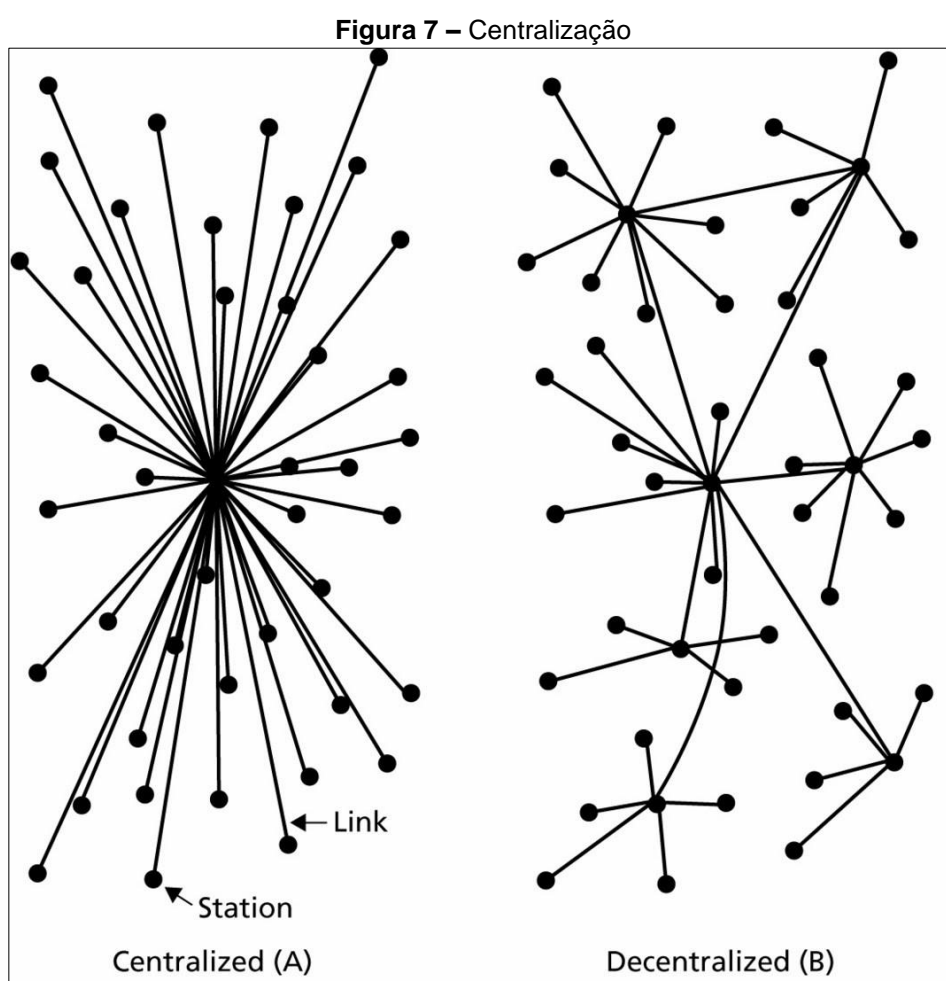 Figura 7 – Centralização
Link
Station
Centralized (A)
Decentralized (B)